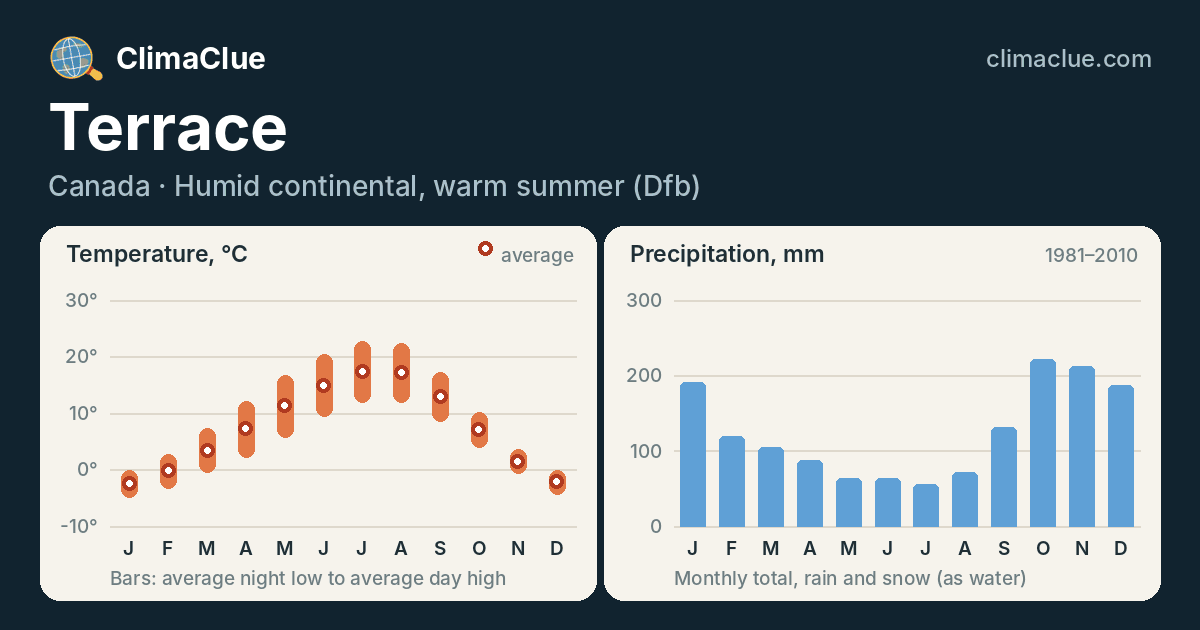 ClimaClue
climaclue.com
Terrace
Canada · Humid continental, warm summer (Dfb)
Temperature, °C
average
30°
20°
10°
0°
-10°
J F M A M J J A S O N D
Bars: average night low to average day high
Precipitation, mm
1981–2010
300
200
100
0
J F M A M J J A S O N D
Monthly total, rain and snow (as water)